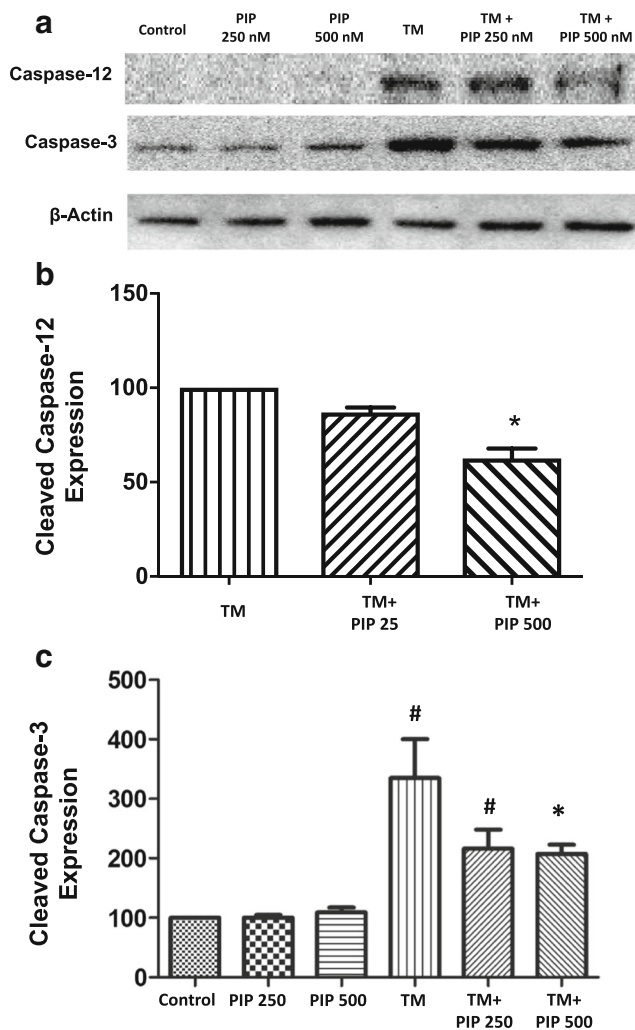 a
Control
PIP
250 nM
PIP
500 nM
TM
TM +
PIP 250 nM
TM +
PIP 500 nM
Caspase-12
Caspase-3
β-Actin
b
Cleaved Caspase-12
Expression
150
100
50
0
*
TM
TM+
PIP 25
TM+
PIP 500
c
Cleaved Caspase-3
Expression
500
400
300
200
100
0
#
#
*
Control
PIP 250
PIP 500
TM
TM+
PIP 250
TM+
PIP 500